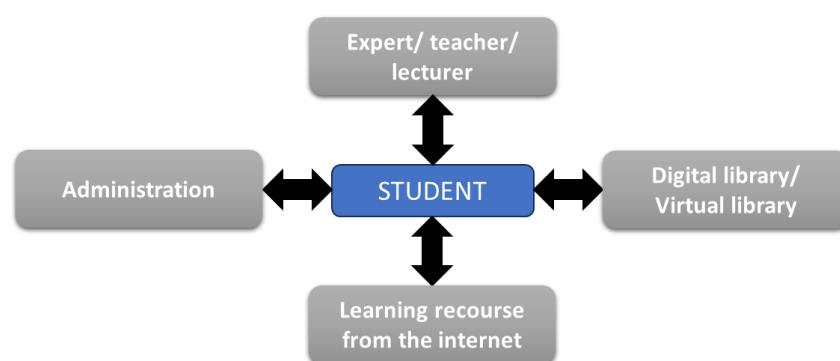 Expert/ teacher/
lecturer
Administration
STUDENT
Digital library/
Virtual library
Learning recourse
from the internet